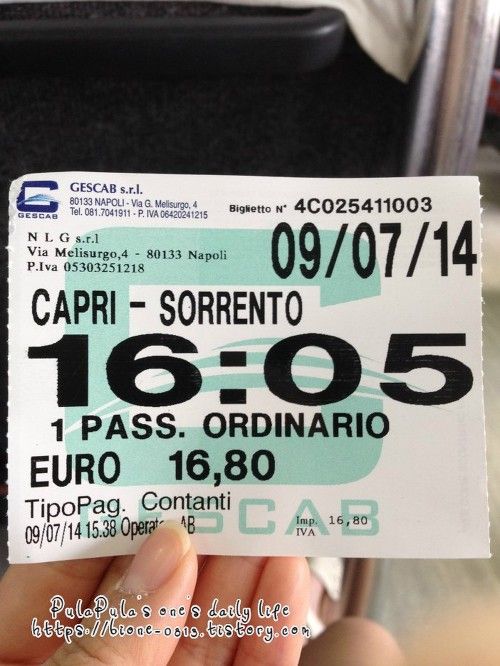 GESCAB s.r.l.
80133 NAPOLI - Via G. Melisurgo, 4
Tel. 081.7041911 - P. IVA 06420241215
GESCAB
Biglietto N° 4C025411003
N L G s.r.l
Via Melisurgo,4 - 80133 Napoli
P.Iva 05303251218
09/07/14
CAPRI - SORRENTO
16:05
1 PASS. ORDINARIO
EURO 16,80
TipoPag. Contanti
GESCAB
09/07/14 15.38 AB
Imp. 16,80
IVA
PulaPula's one's daily life
https://bione-0813.tistory.com